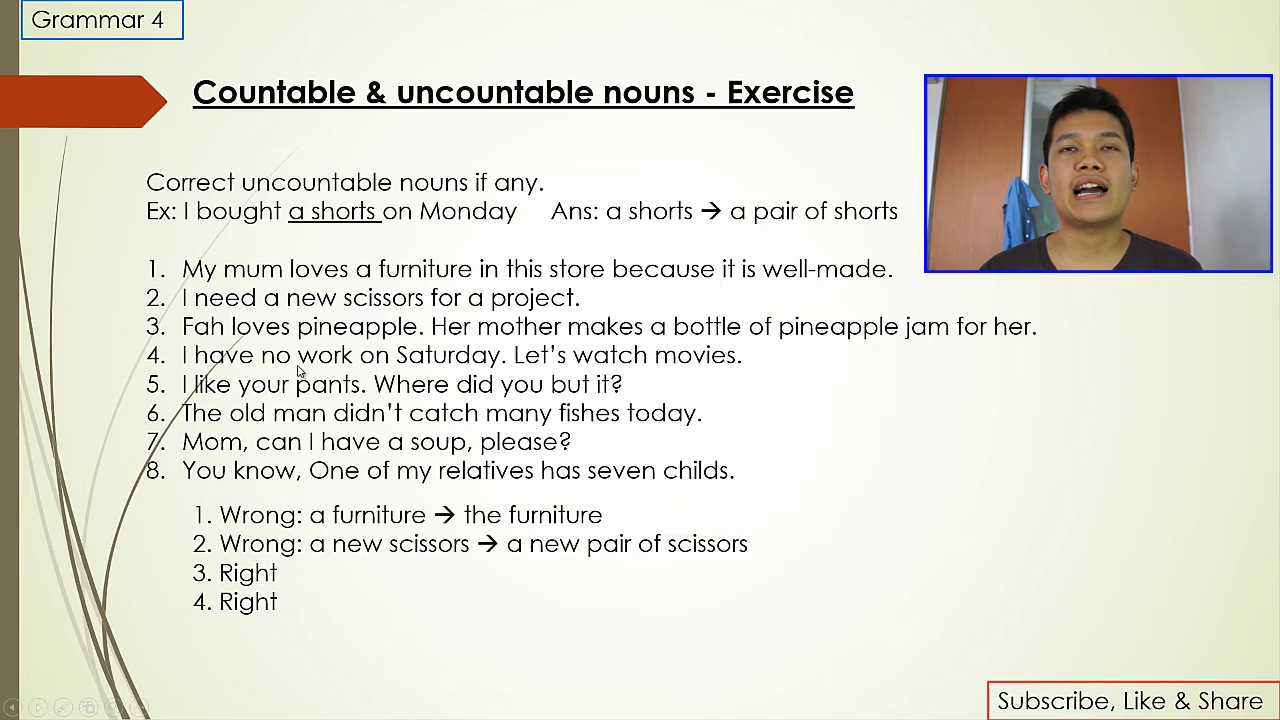 Grammar 4
Countable & uncountable nouns - Exercise
Correct uncountable nouns if any.
Ex: I bought a shorts on Monday Ans: a shorts → a pair of shorts
1. My mum loves a furniture in this store because it is well-made.
2. I need a new scissors for a project.
3. Fah loves pineapple. Her mother makes a bottle of pineapple jam for her.
4. I have no work on Saturday. Let’s watch movies.
5. I like your pants. Where did you but it?
6. The old man didn’t catch many fishes today.
7. Mom, can I have a soup, please?
8. You know, One of my relatives has seven childs.
1. Wrong: a furniture → the furniture
2. Wrong: a new scissors → a new pair of scissors
3. Right
4. Right
Subscribe, Like & Share